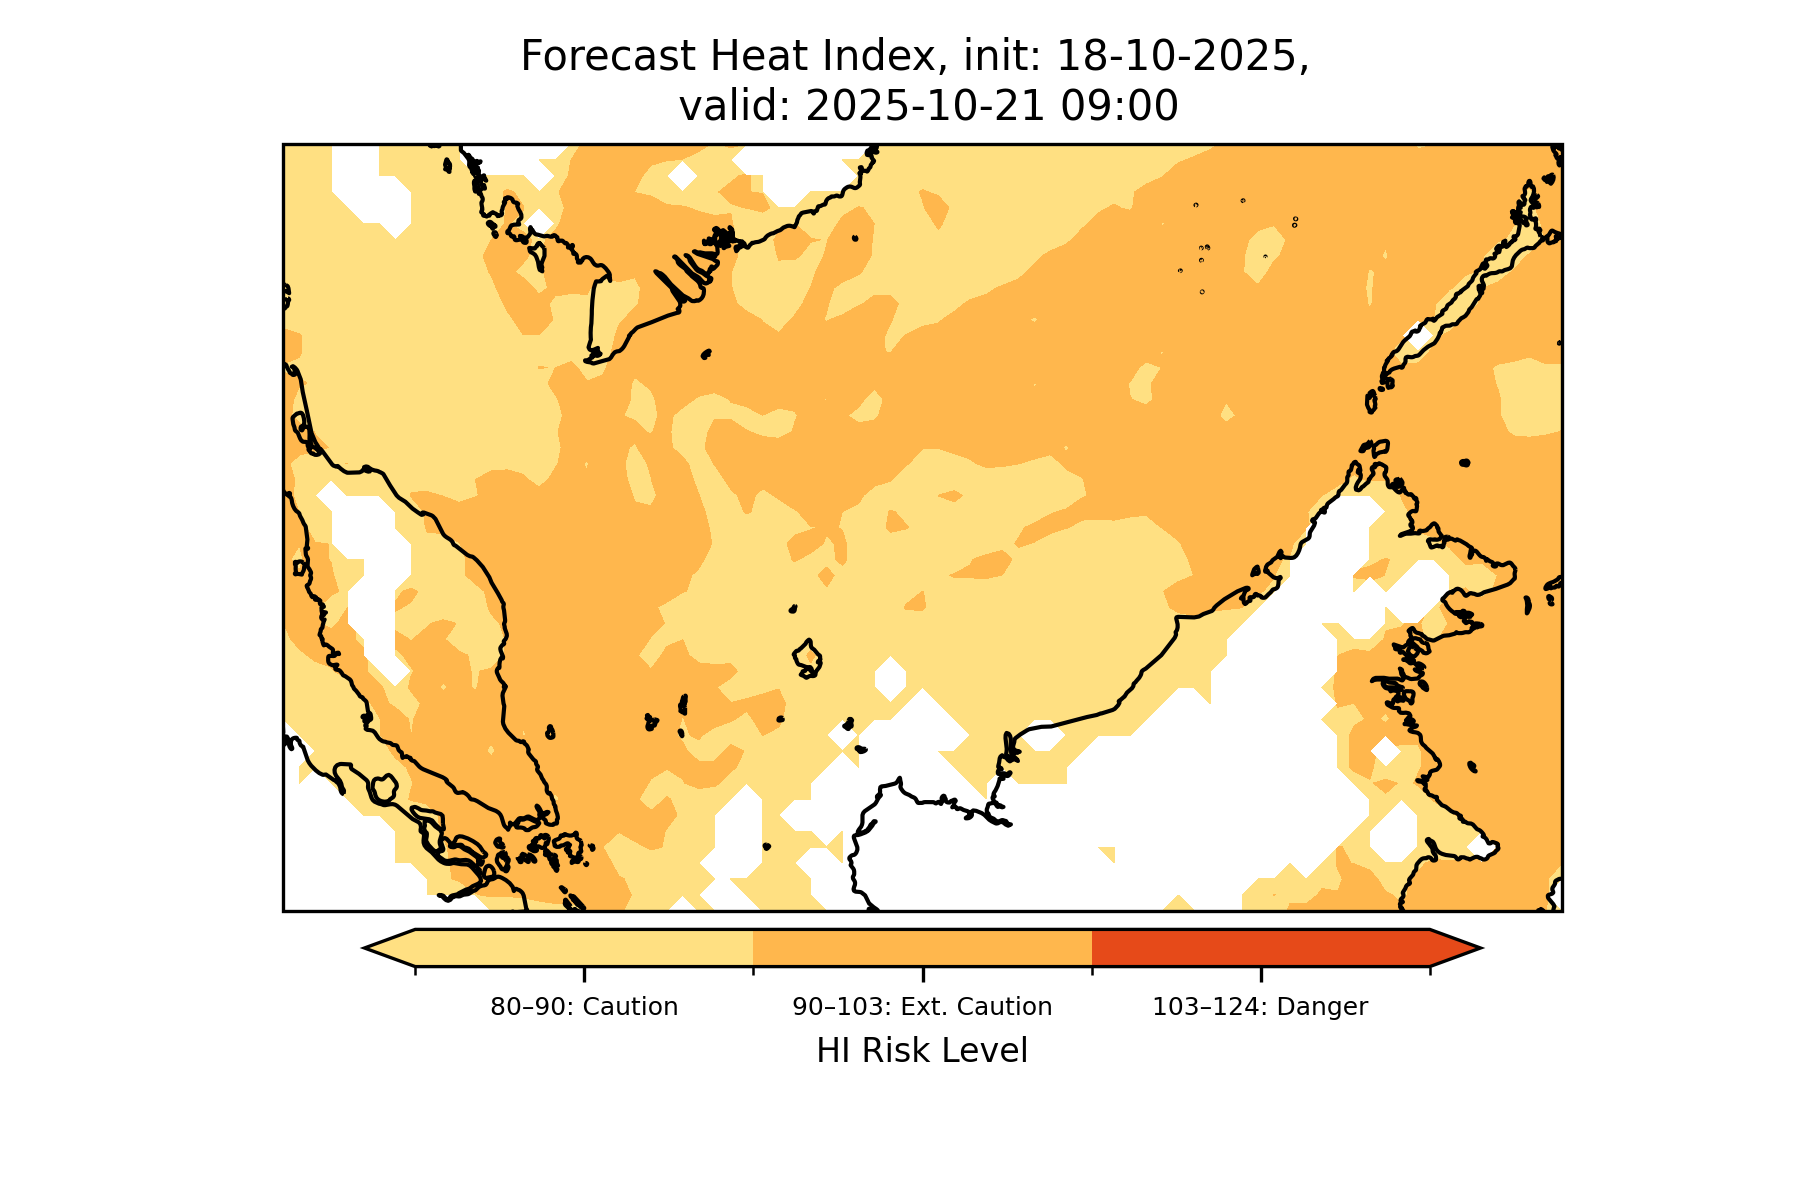 Forecast Heat Index, init: 18-10-2025,
valid: 2025-10-21 09:00
80–90: Caution
90–103: Ext. Caution
103–124: Danger
HI Risk Level